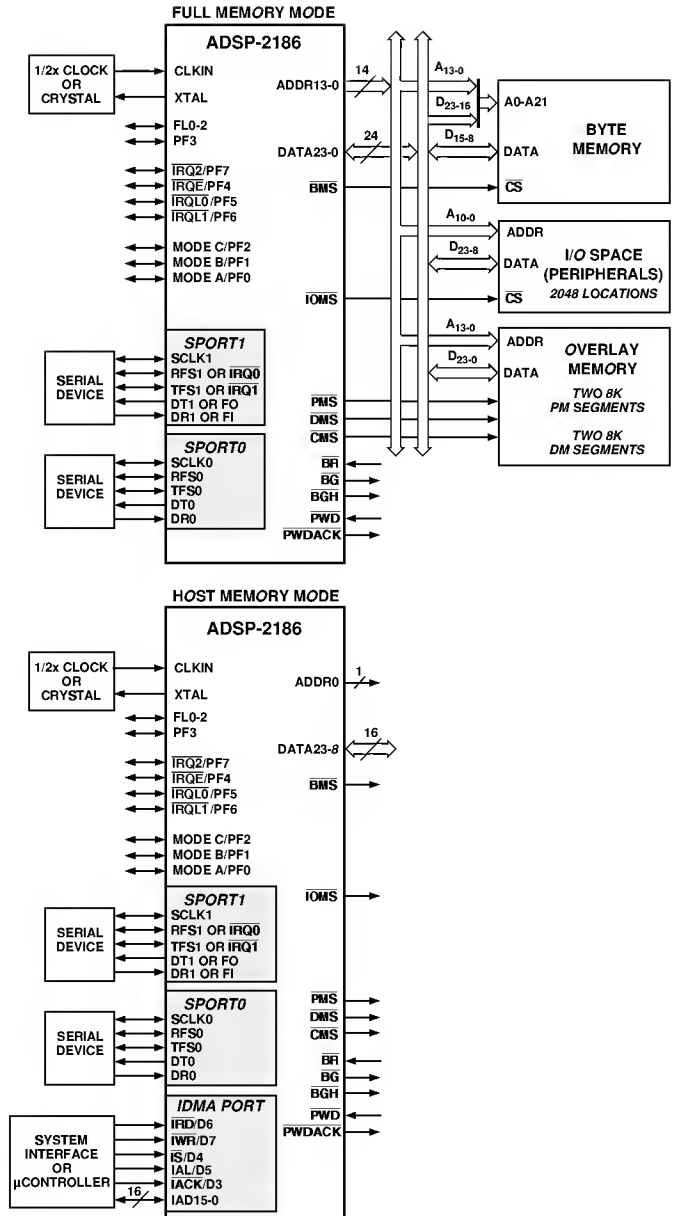 FULL MEMORY MODE
ADSP-2186
1/2x CLOCK
OR
CRYSTAL
CLKIN
XTAL
FL0-2
PF3
IRQ2/PF7
IRQE/PF4
IRQL0/PF5
IRQL1/PF6
MODE C/PF2
MODE B/PF1
MODE A/PF0
SERIAL
DEVICE
SPORT1
SCLK1
RFS1 OR IRQ0
TFS1 OR IRQ1
DT1 OR FO
DR1 OR FI
SERIAL
DEVICE
SPORT0
SCLK0
RFS0
TFS0
DT0
DR0
ADDR13-0
14
DATA23-0
24
BMS
IOMS
PMS
DMS
CMS
BR
BG
BGH
PWD
PWDACK
A13-0
D23-16
D15-8
A0-A21
BYTE
MEMORY
DATA
CS
A10-0
D23-8
ADDR
I/O SPACE
DATA
(PERIPHERALS)
2048 LOCATIONS
CS
A13-0
D23-0
ADDR
OVERLAY
MEMORY
DATA
TWO 8K
PM SEGMENTS
TWO 8K
DM SEGMENTS
HOST MEMORY MODE
ADSP-2186
1/2x CLOCK
OR
CRYSTAL
CLKIN
XTAL
FL0-2
PF3
IRQ2/PF7
IRQE/PF4
IRQL0/PF5
IRQL1/PF6
MODE C/PF2
MODE B/PF1
MODE A/PF0
SERIAL
DEVICE
SPORT1
SCLK1
RFS1 OR IRQ0
TFS1 OR IRQ1
DT1 OR FO
DR1 OR FI
SERIAL
DEVICE
SPORT0
SCLK0
RFS0
TFS0
DT0
DR0
SYSTEM
INTERFACE
OR
µCONTROLLER
16
IDMA PORT
IRD/D6
IWR/D7
IS/D4
IAL/D5
IACK/D3
IAD15-0
ADDR0
1
DATA23-8
16
BMS
IOMS
PMS
DMS
CMS
BR
BG
BGH
PWD
PWDACK